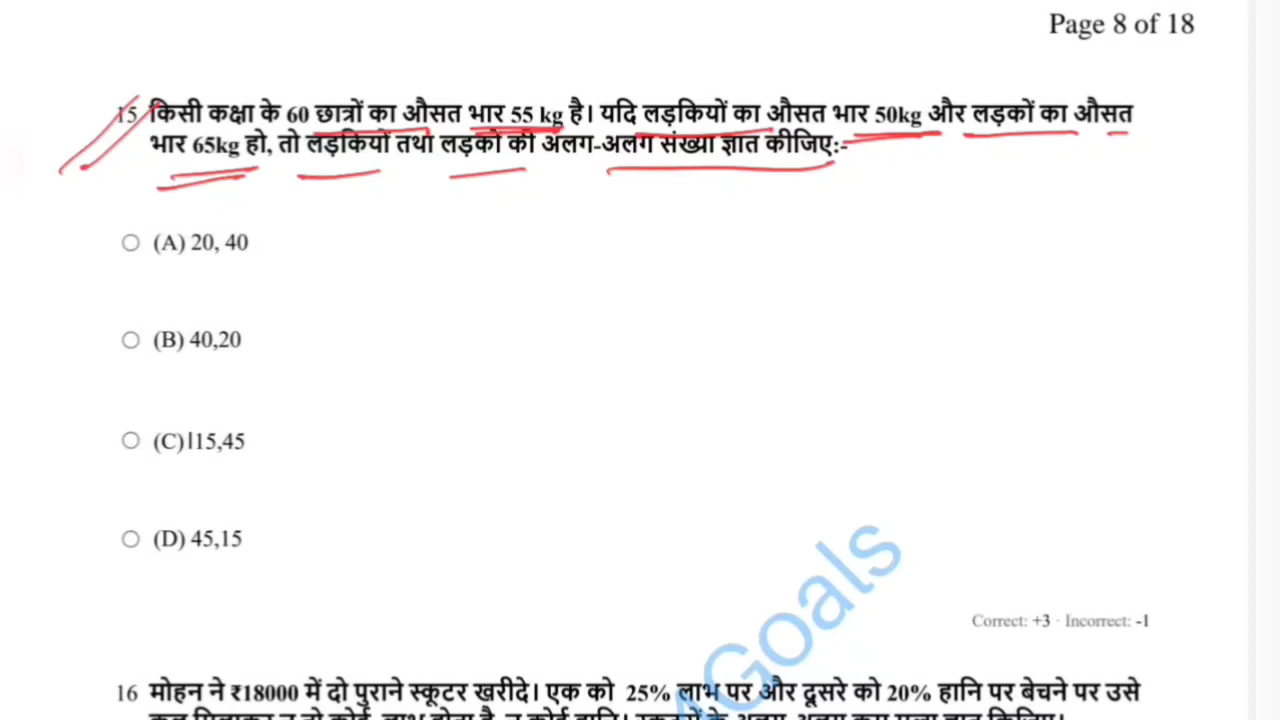 Page 8 of 18
15 किसी कक्षा के 60 छात्रों का औसत भार 55 kg है। यदि लड़कियों का औसत भार 50kg और लड़कों का औसत
भार 65kg हो, तो लड़कियों तथा लड़कों की अलग-अलग संख्या ज्ञात कीजिए:-
(A) 20, 40
(B) 40,20
(C) 15,45
(D) 45,15
4Goals
Correct: +3 · Incorrect: -1
16 मोहन ने ₹18000 में दो पुराने स्कूटर खरीदे। एक को 25% लाभ पर और दूसरे को 20% हानि पर बेचने पर उसे